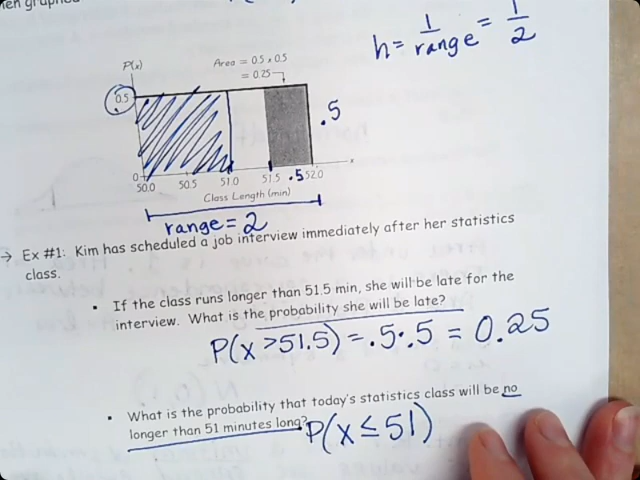 en graphed
h = 1/range = 1/2
P(x)
Area = 0.5 x 0.5
= 0.25
0.5
.5
0
50.0 50.5 51.0 51.5 .5 52.0
x
Class Length (min)
range = 2
→ Ex #1: Kim has scheduled a job interview immediately after her statistics
class.
• If the class runs longer than 51.5 min, she will be late for the
interview. What is the probability she will be late?
P(x > 51.5) = .5 · .5 = 0.25
• What is the probability that today's statistics class will be no
longer than 51 minutes long? P(x ≤ 51)